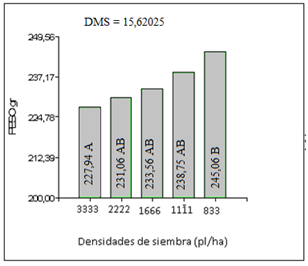 DMS = 15,62025
249,56
237,17
224,78
212,39
200,00
PESO gr
227,94 A
231,06 AB
233,56 AB
238,75 AB
245,06 B
3333 2222 1666 1111 833
Densidades de siembra (pl/ha)